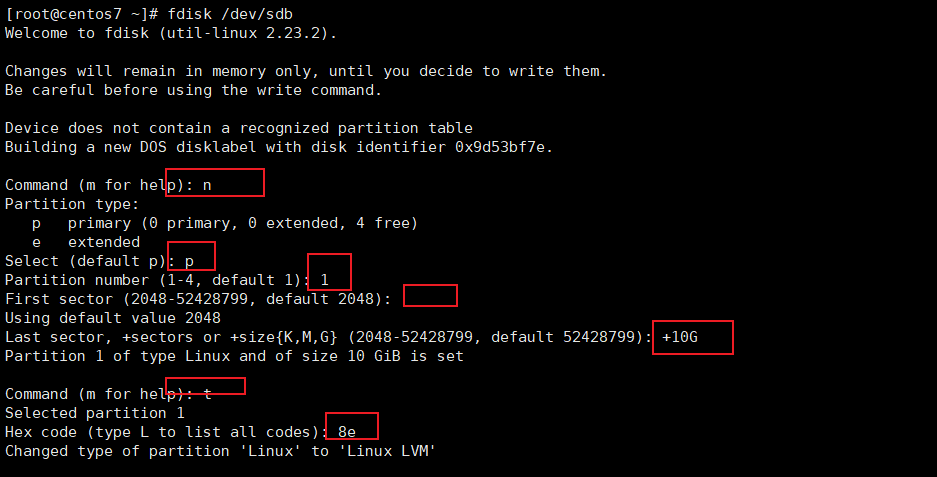 [root@centos7 ~]# fdisk /dev/sdb
Welcome to fdisk (util-linux 2.23.2).
Changes will remain in memory only, until you decide to write them.
Be careful before using the write command.
Device does not contain a recognized partition table
Building a new DOS disklabel with disk identifier 0x9d53bf7e.
Command (m for help): n
Partition type:
   p   primary (0 primary, 0 extended, 4 free)
   e   extended
Select (default p): p
Partition number (1-4, default 1): 1
First sector (2048-52428799, default 2048):
Using default value 2048
Last sector, +sectors or +size{K,M,G} (2048-52428799, default 52428799): +10G
Partition 1 of type Linux and of size 10 GiB is set
Command (m for help): t
Selected partition 1
Hex code (type L to list all codes): 8e
Changed type of partition 'Linux' to 'Linux LVM'